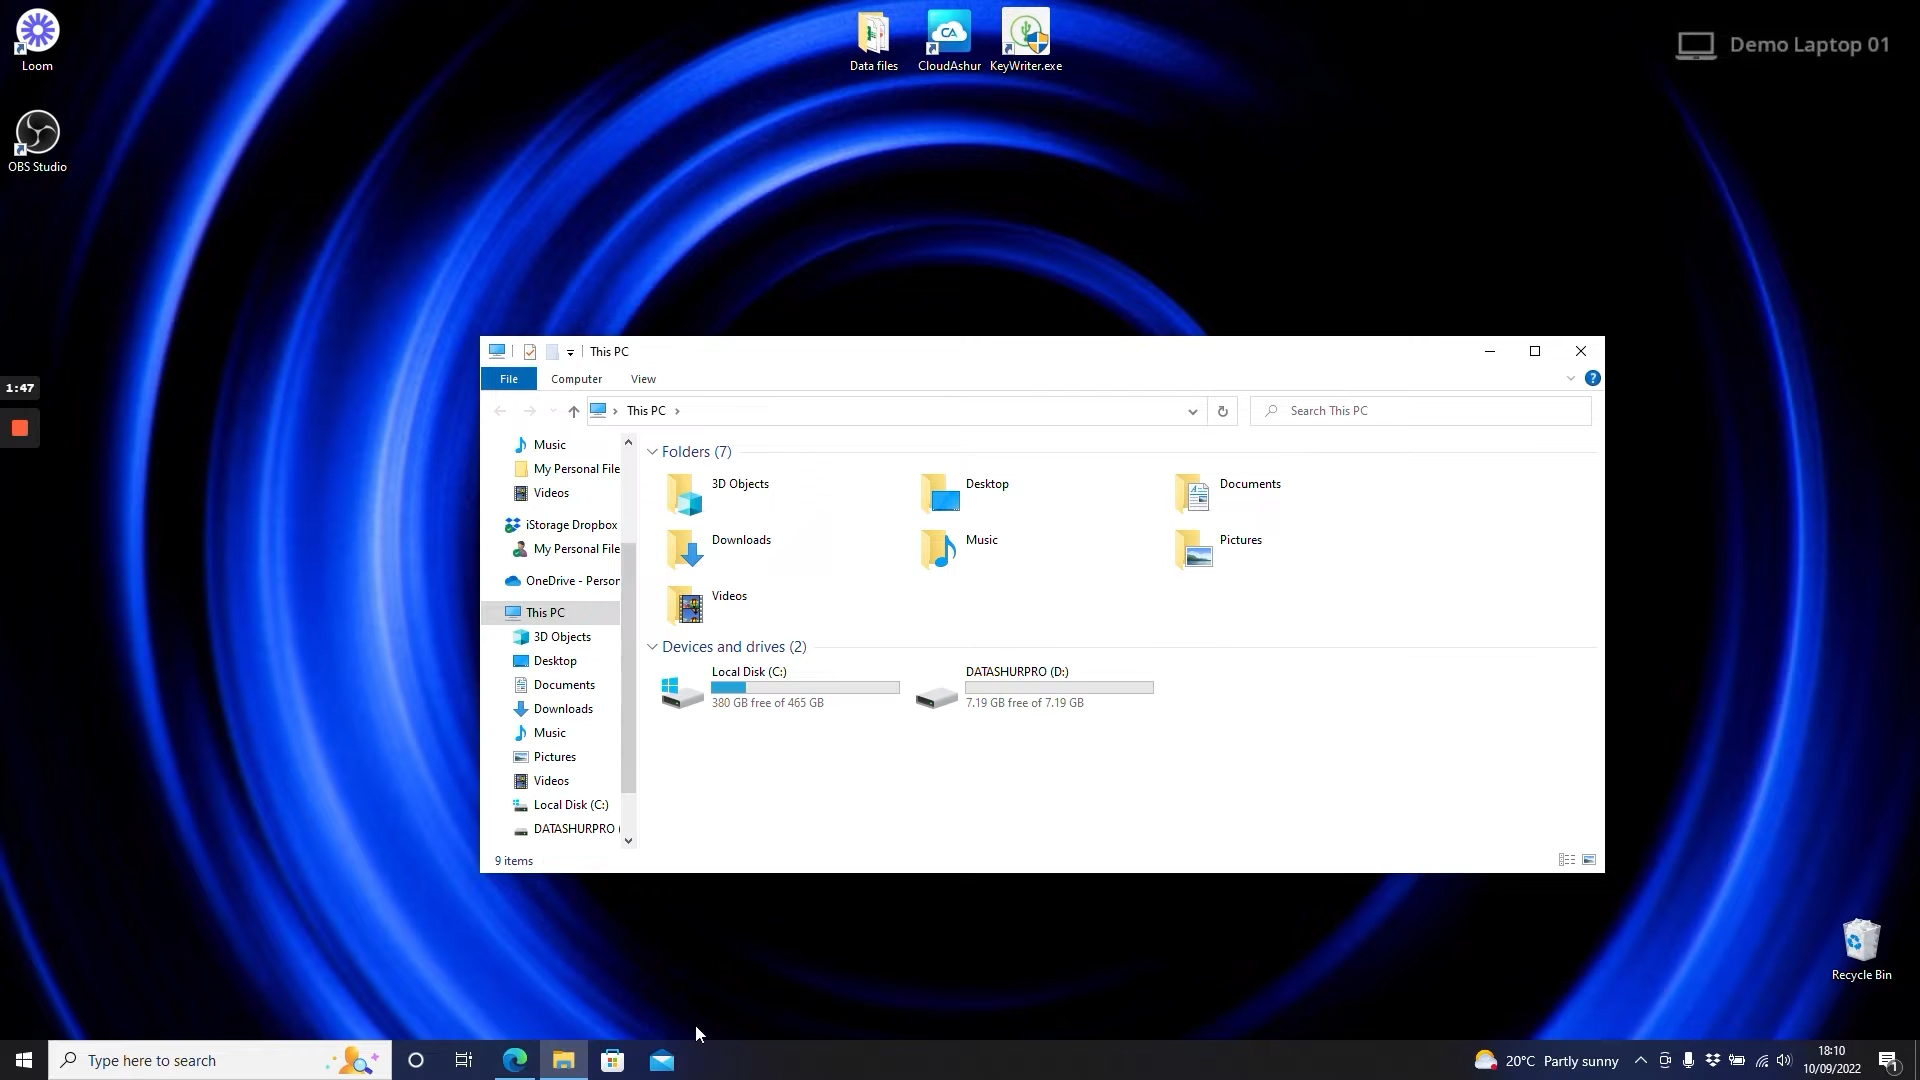 Loom
OBS Studio
Data files
CA
CloudAshur
KeyWriter.exe
Demo Laptop 01
1:47
This PC
File Computer View
This PC
Search This PC
Music
My Personal File
Videos
iStorage Dropbox
My Personal File
OneDrive - Person
This PC
3D Objects
Desktop
Documents
Downloads
Music
Pictures
Videos
Local Disk (C:)
DATASHURPRO (
Folders (7)
3D Objects
Desktop
Documents
Downloads
Music
Pictures
Videos
Devices and drives (2)
Local Disk (C:)
380 GB free of 465 GB
DATASHURPRO (D:)
7.19 GB free of 7.19 GB
9 items
Recycle Bin
Type here to search
20°C Partly sunny
18:10
10/09/2022
1